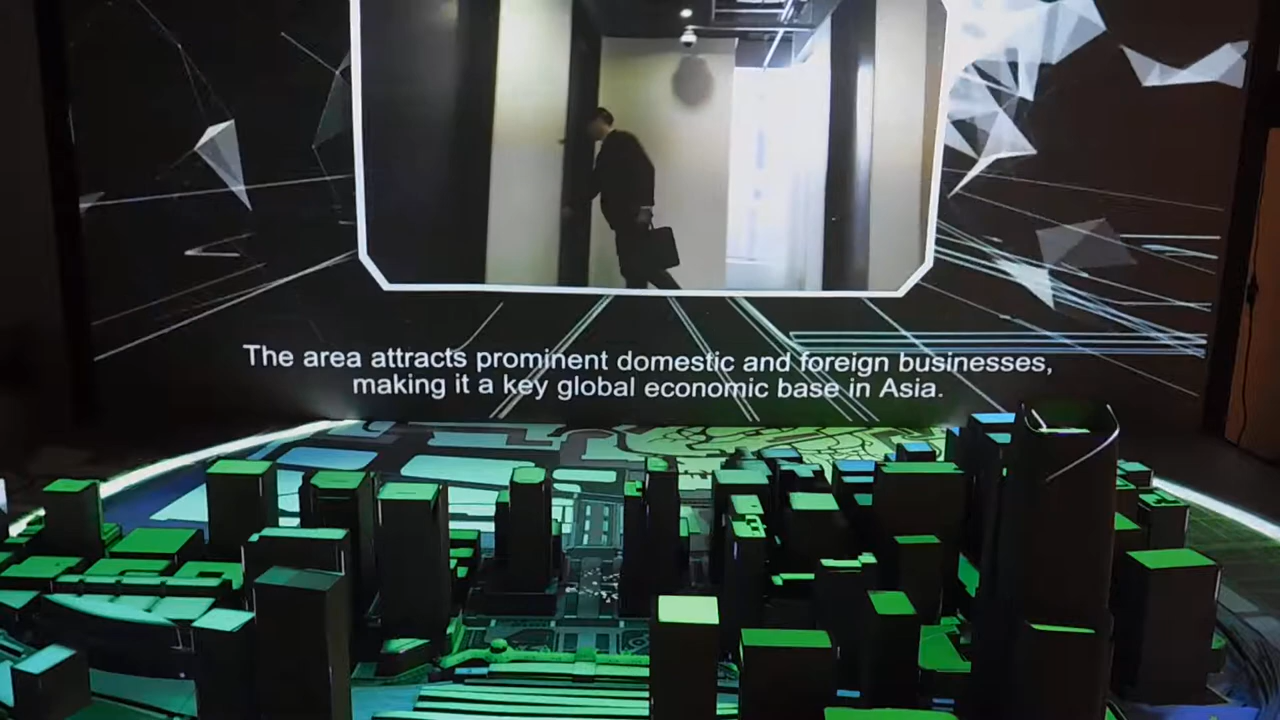 The area attracts prominent domestic and foreign businesses,
making it a key global economic base in Asia.